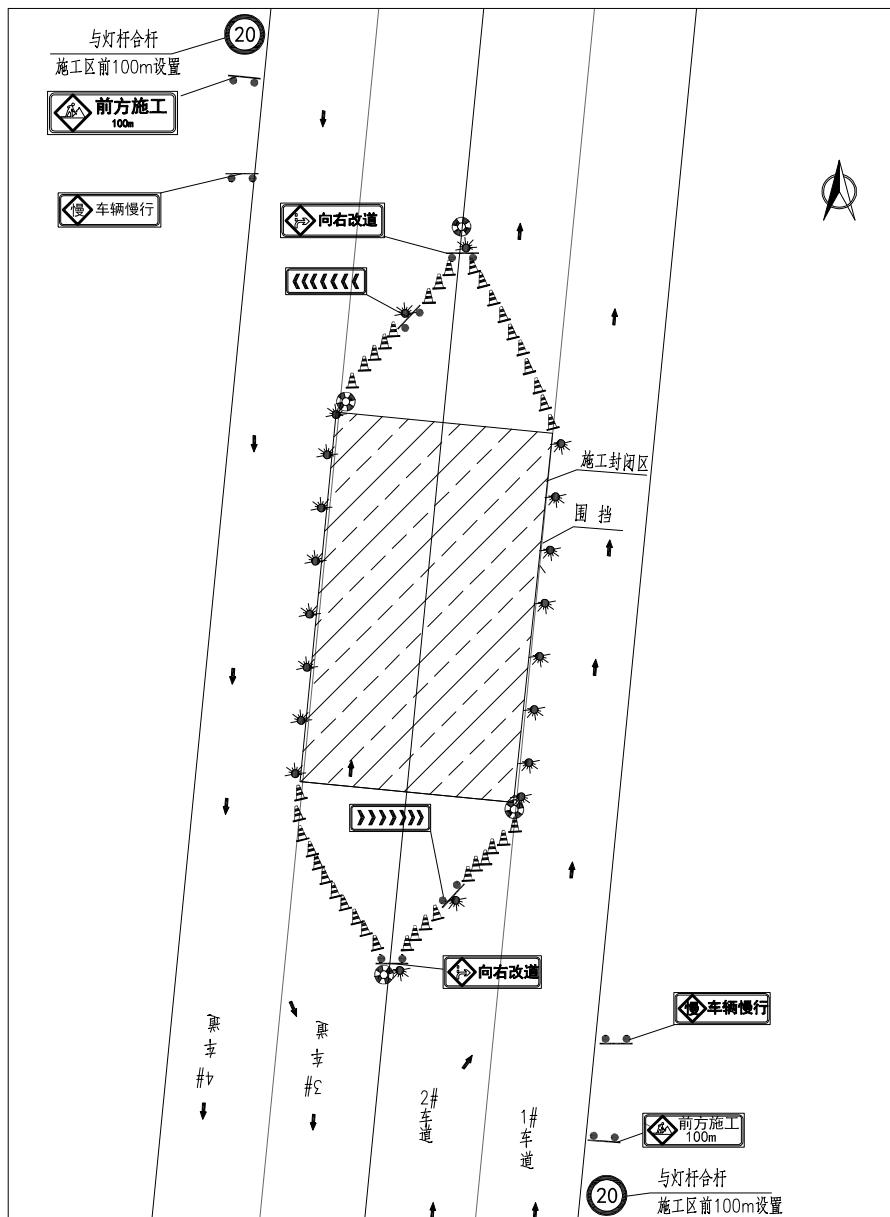 与灯杆合杆
20
施工区前100m设置
前方施工
100m
慢 车辆慢行
向右改道
施工封闭区
围 挡
向右改道
慢 车辆慢行
4#车道
3#车道
2#车道
1#车道
前方施工
100m
与灯杆合杆
20
施工区前100m设置